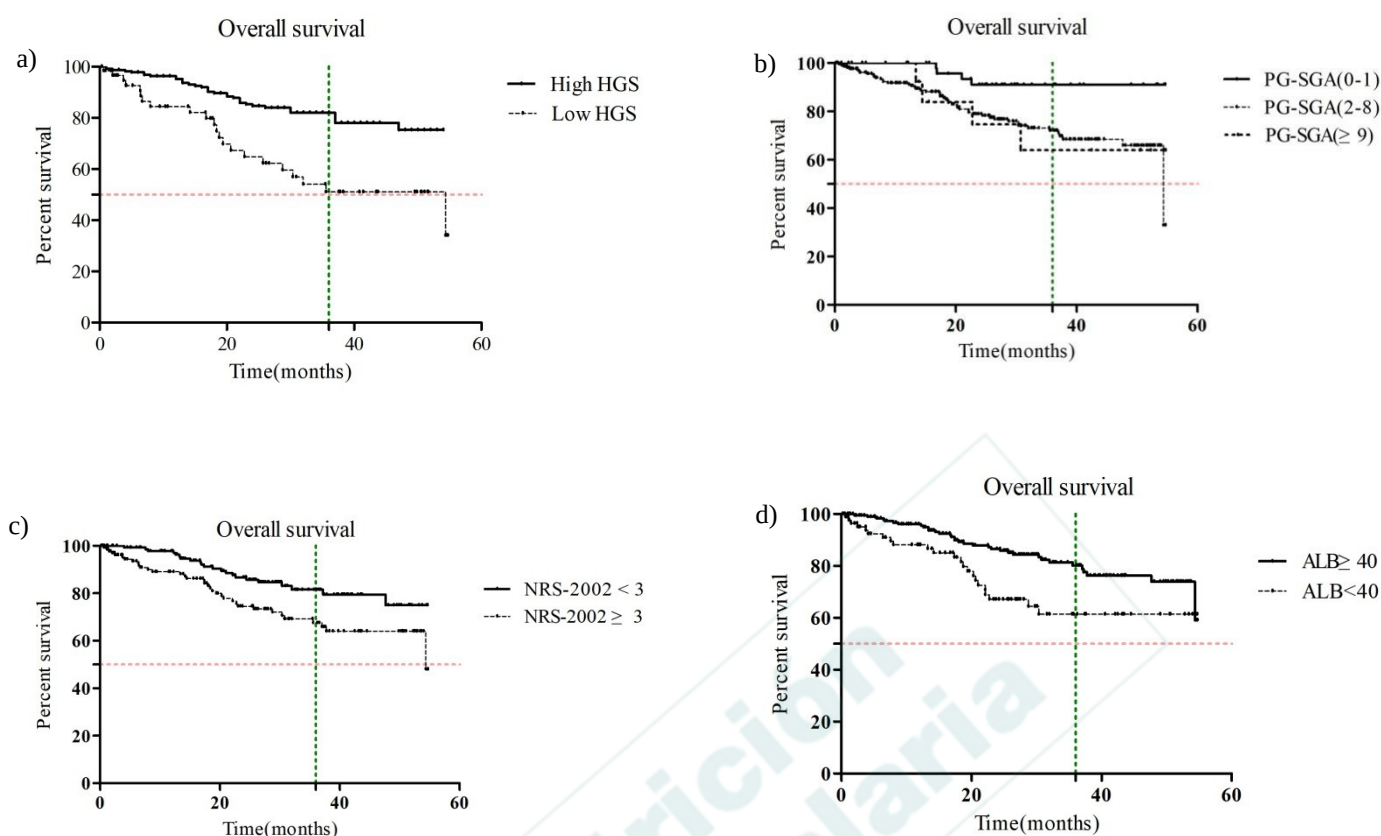 a)
Overall survival
Percent survival
100
80
60
40
20
0
0 20 40 60
Time(months)
High HGS
Low HGS
b)
Overall survival
Percent survival
100
80
60
40
20
0
0 20 40 60
Time(months)
PG-SGA(0-1)
PG-SGA(2-8)
PG-SGA(≥ 9)
c)
Overall survival
Percent survival
100
80
60
40
20
0
0 20 40 60
Time(months)
NRS-2002 < 3
NRS-2002 ≥ 3
d)
Overall survival
Percent survival
100
80
60
40
20
0
0 20 40 60
Time(months)
ALB≥ 40
ALB<40